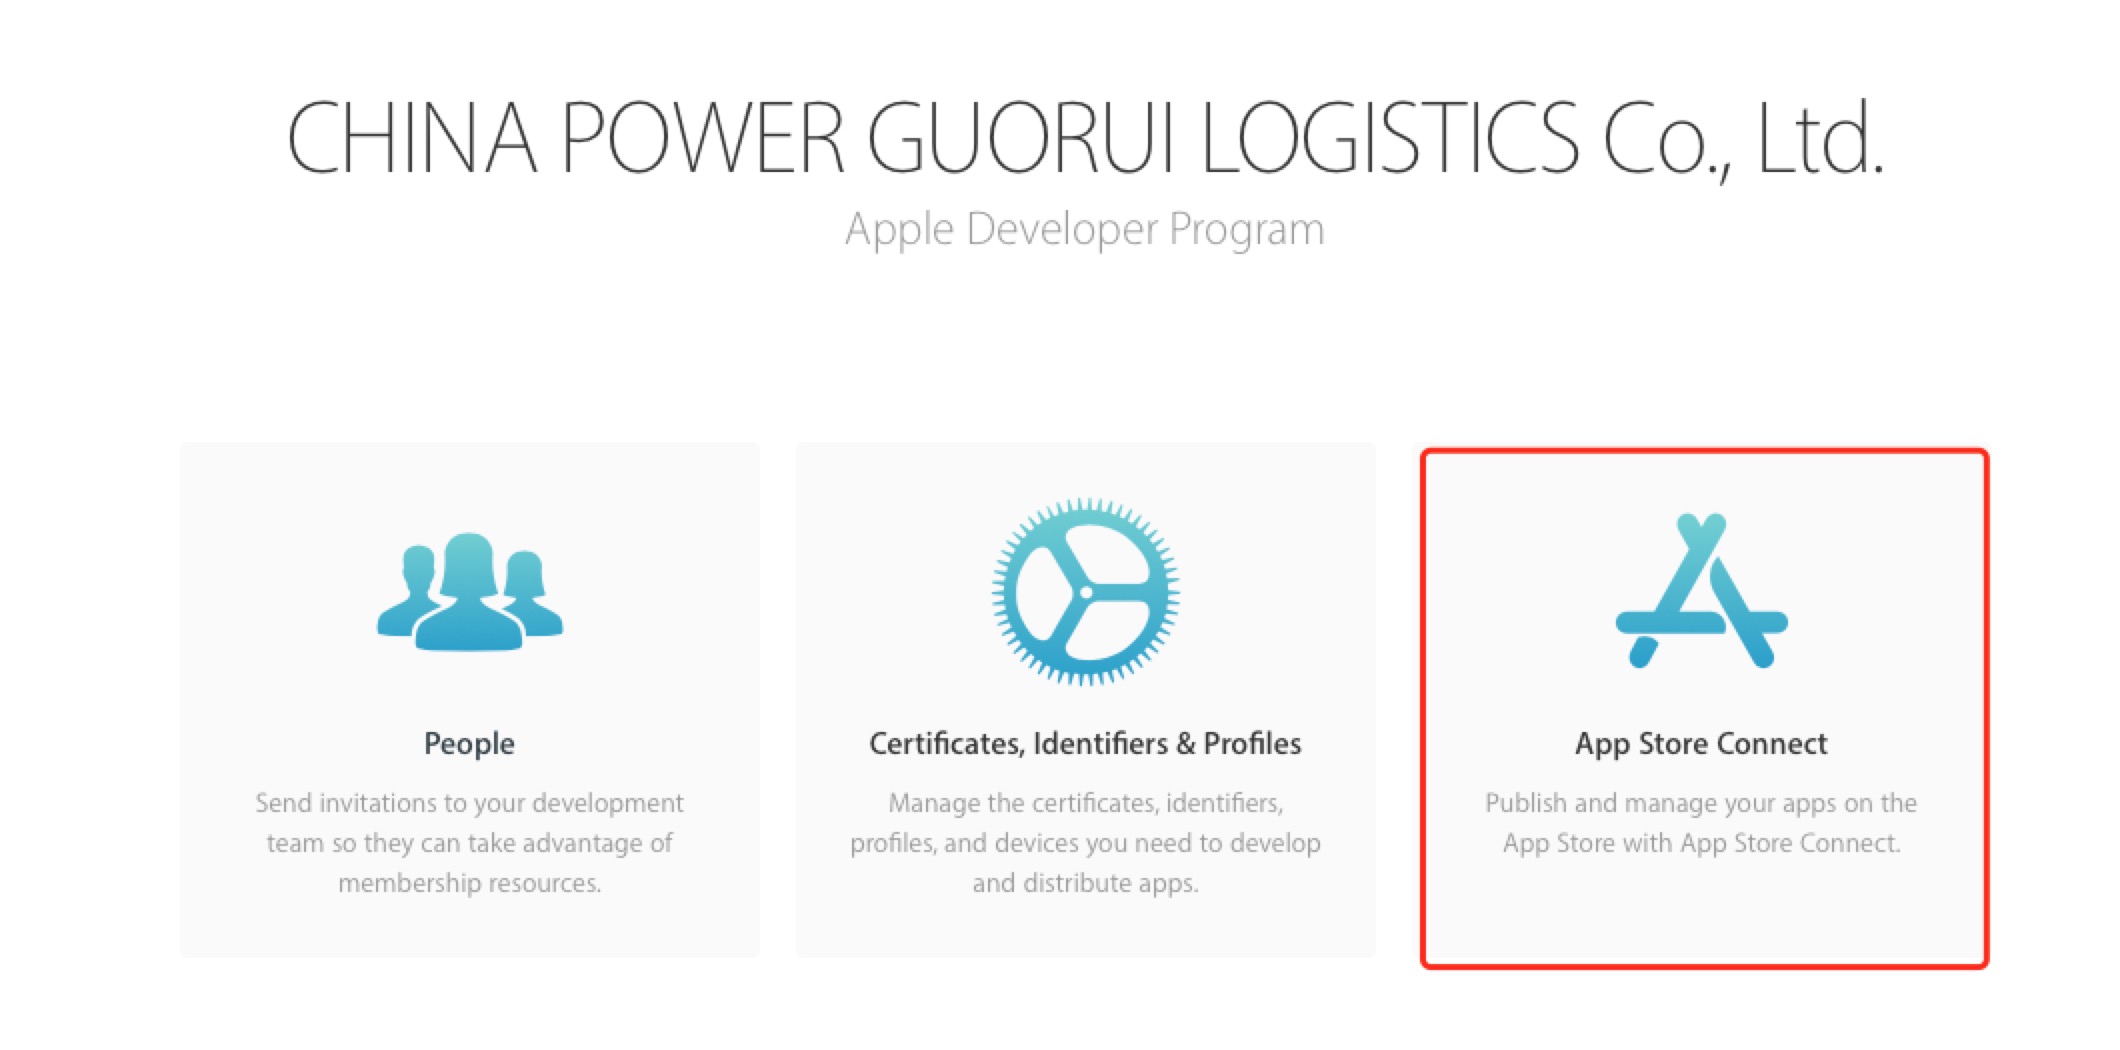 CHINA POWER GUORUI LOGISTICS Co., Ltd.
Apple Developer Program
People
Send invitations to your development
team so they can take advantage of
membership resources.
Certificates, Identifiers & Profiles
Manage the certificates, identifiers,
profiles, and devices you need to develop
and distribute apps.
App Store Connect
Publish and manage your apps on the
App Store with App Store Connect.